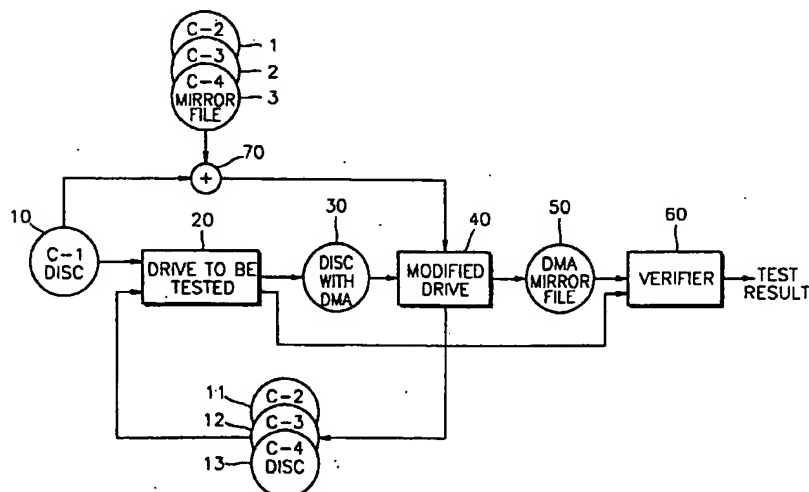 C-2
1
C-3
2
C-4
MIRROR
FILE
3
70
+
10
C-1
DISC
20
DRIVE TO BE
TESTED
30
DISC
WITH
DMA
40
MODIFIED
DRIVE
50
DMA
MIRROR
FILE
60
VERIFIER
TEST
RESULT
11
C-2
12
C-3
13
C-4
DISC